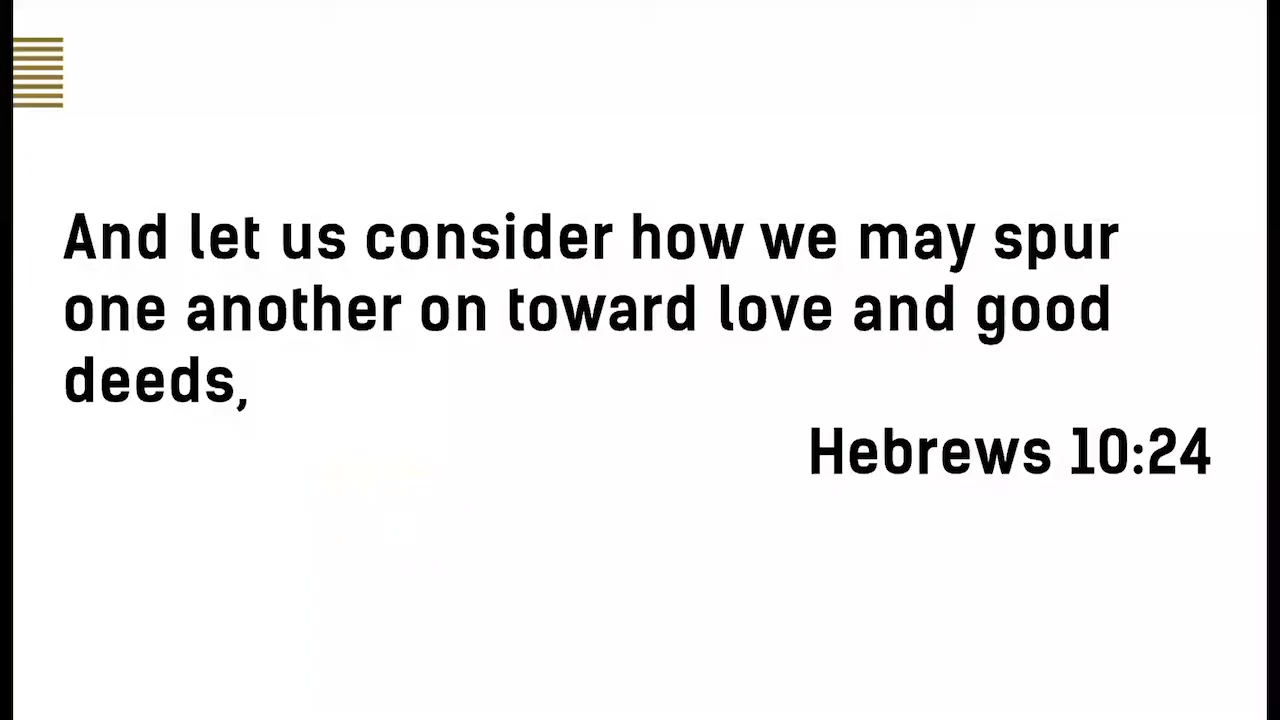 And let us consider how we may spur
one another on toward love and good
deeds,
Hebrews 10:24